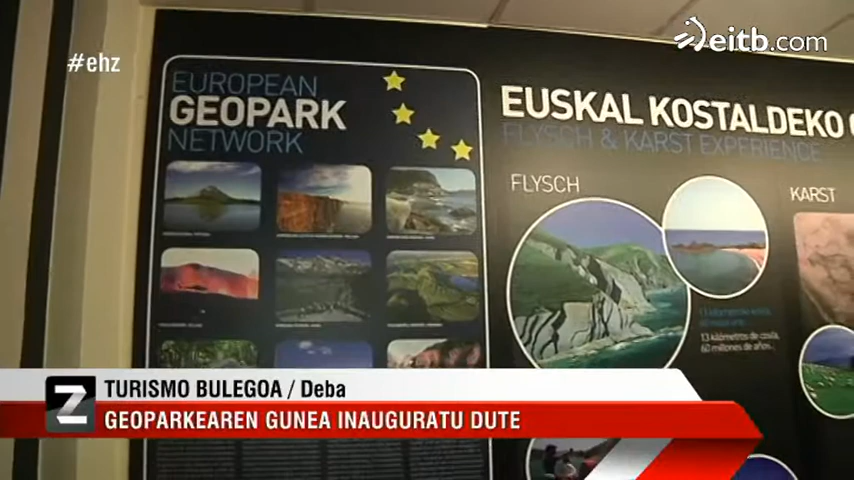 eitb.com
#ehz
EUROPEAN
GEOPARK
NETWORK
EUSKAL KOSTALDEKO
FLYSCH & KARST EXPERIENCE
FLYSCH
KARST
13 kilómetros de costa,
60 millones de años.
TURISMO BULEGOA / Deba
GEOPARKEAREN GUNEA INAUGURATU DUTE